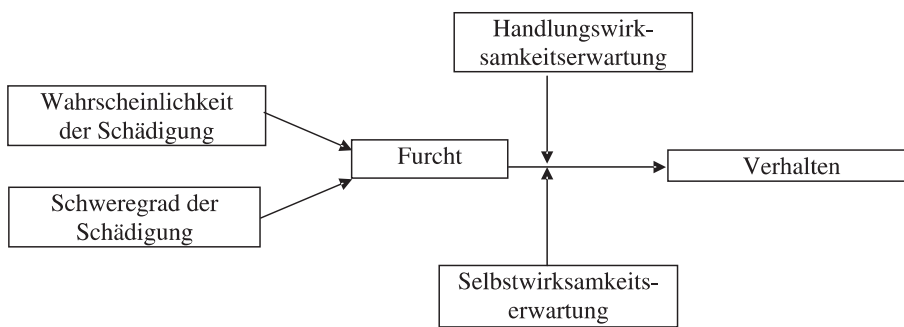 Handlungswirk-
samkeitserwartung
Wahrscheinlichkeit
der Schädigung
Furcht
Verhalten
Schweregrad der
Schädigung
Selbstwirksamkeits-
erwartung